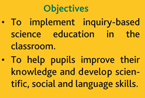 Objectives
• To implement inquiry-based
science education in the
classroom.
• To help pupils improve their
knowledge and develop scien-
tific, social and language skills.